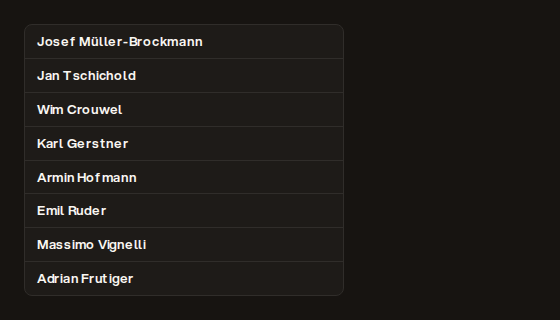 Josef Müller-Brockmann
Jan Tschichold
Wim Crouwel
Karl Gerstner
Armin Hofmann
Emil Ruder
Massimo Vignelli
Adrian Frutiger